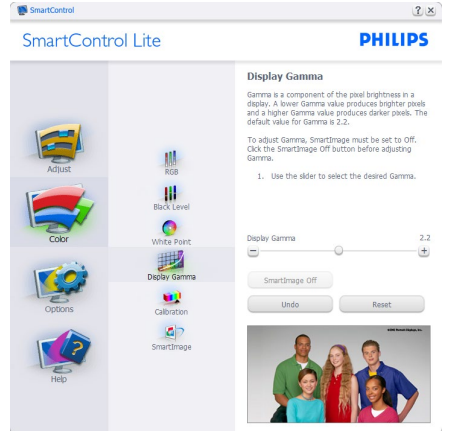 SmartControl
SmartControl Lite
PHILIPS
Adjust
Color
Options
Help
RGB
Black Level
White Point
Display Gamma
Calibration
SmartImage
Display Gamma
Gamma is a component of the pixel brightness in a
display. A lower Gamma value produces brighter pixels
and a higher Gamma value produces darker pixels. The
default value for Gamma is 2.2.
To adjust Gamma, SmartImage must be set to Off.
Click the SmartImage Off button before adjusting
Gamma.
1. Use the slider to select the desired Gamma.
Display Gamma 2.2
SmartImage Off
Undo Reset